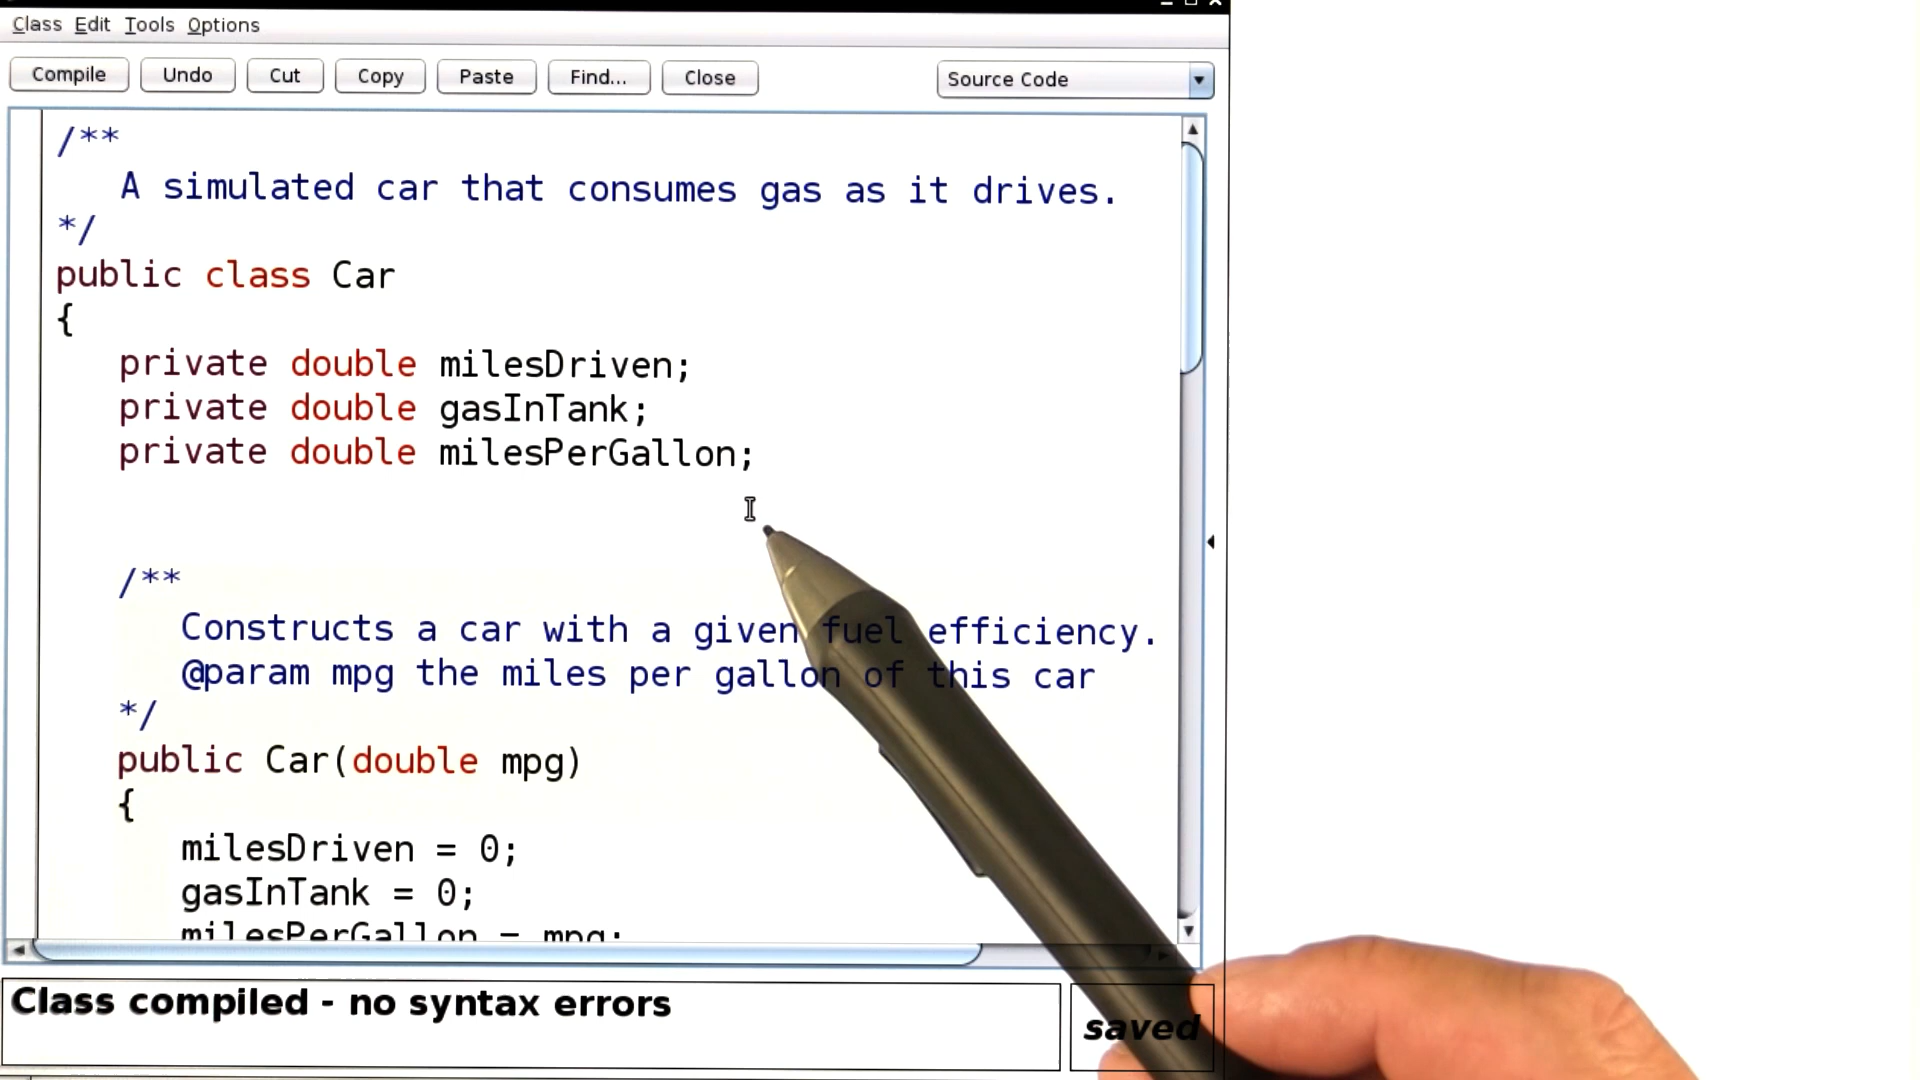 Class Edit Tools Options
Compile Undo Cut Copy Paste Find... Close Source Code
/**
A simulated car that consumes gas as it drives.
*/
public class Car
{
private double milesDriven;
private double gasInTank;
private double milesPerGallon;
/**
Constructs a car with a given fuel efficiency.
@param mpg the miles per gallon of this car
*/
public Car(double mpg)
{
milesDriven = 0;
gasInTank = 0;
milesPerGallon = mpg;
Class compiled - no syntax errors
saved